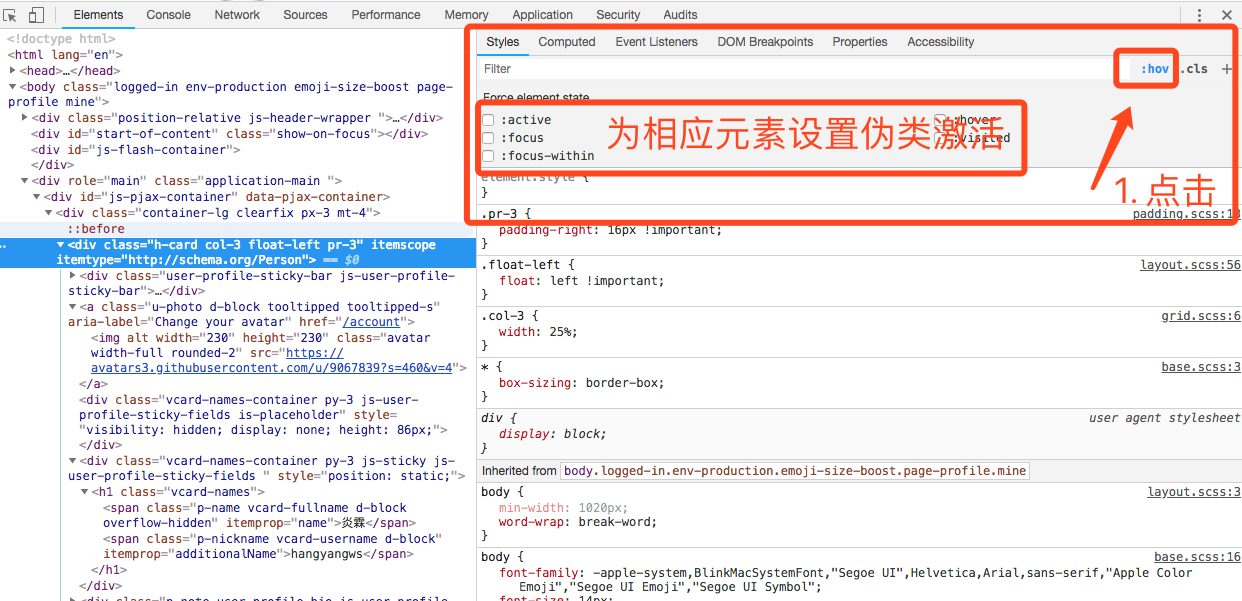 Elements Console Network Sources Performance Memory Application Security Audits
<!doctype html>
<html lang="en">
<head>…</head>
<body class="logged-in env-production emoji-size-boost page-
profile mine">
<div class="position-relative js-header-wrapper ">…</div>
<div id="start-of-content" class="show-on-focus"></div>
<div id="js-flash-container">
</div>
<div role="main" class="application-main ">
<div id="js-pjax-container" data-pjax-container>
<div class="container-lg clearfix px-3 mt-4">
::before
<div class="h-card col-3 float-left pr-3" itemscope
itemtype="http://schema.org/Person"> == $0
<div class="user-profile-sticky-bar js-user-profile-
sticky-bar">…</div>
<a class="u-photo d-block tooltipped tooltipped-s"
aria-label="Change your avatar" href="/account">
<img alt width="230" height="230" class="avatar
width-full rounded-2" src="https://
avatars3.githubusercontent.com/u/9067839?s=460&v=4">
</a>
<div class="vcard-names-container py-3 js-user-
profile-sticky-fields is-placeholder" style=
"visibility: hidden; display: none; height: 86px;">
</div>
<div class="vcard-names-container py-3 js-sticky js-
user-profile-sticky-fields " style="position: static;">
<h1 class="vcard-names">
<span class="p-name vcard-fullname d-block
overflow-hidden" itemprop="name">炎霖</span>
<span class="p-nickname vcard-username d-block"
itemprop="additionalName">hangyangws</span>
</h1>
</div>
<div class="p-note user-profile-bio js-user-profile-
Styles Computed Event Listeners DOM Breakpoints Properties Accessibility
Filter :hov .cls +
Force element state
:active :hover
:focus :visited
:focus-within
为相应元素设置伪类激活
1. 点击
element.style {
}
.pr-3 { padding.scss:18
padding-right: 16px !important;
}
.float-left { layout.scss:56
float: left !important;
}
.col-3 { grid.scss:6
width: 25%;
}
* { base.scss:3
box-sizing: border-box;
}
div { user agent stylesheet
display: block;
}
Inherited from body.logged-in.env-production.emoji-size-boost.page-profile.mine
body { layout.scss:3
min-width: 1020px;
word-wrap: break-word;
}
body { base.scss:16
font-family: -apple-system,BlinkMacSystemFont,"Segoe UI",Helvetica,Arial,sans-serif,"Apple Color
Emoji","Segoe UI Emoji","Segoe UI Symbol";
font-size: 14px;